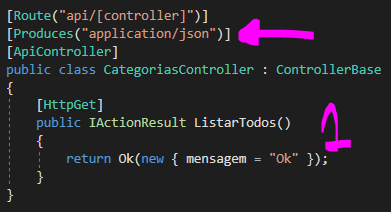 [Route("api/[controller]")]
[Produces("application/json")]
[ApiController]
public class CategoriasController : ControllerBase
{
[HttpGet]
public IActionResult ListarTodos()
{
return Ok(new { mensagem = "Ok" });
}
}
1